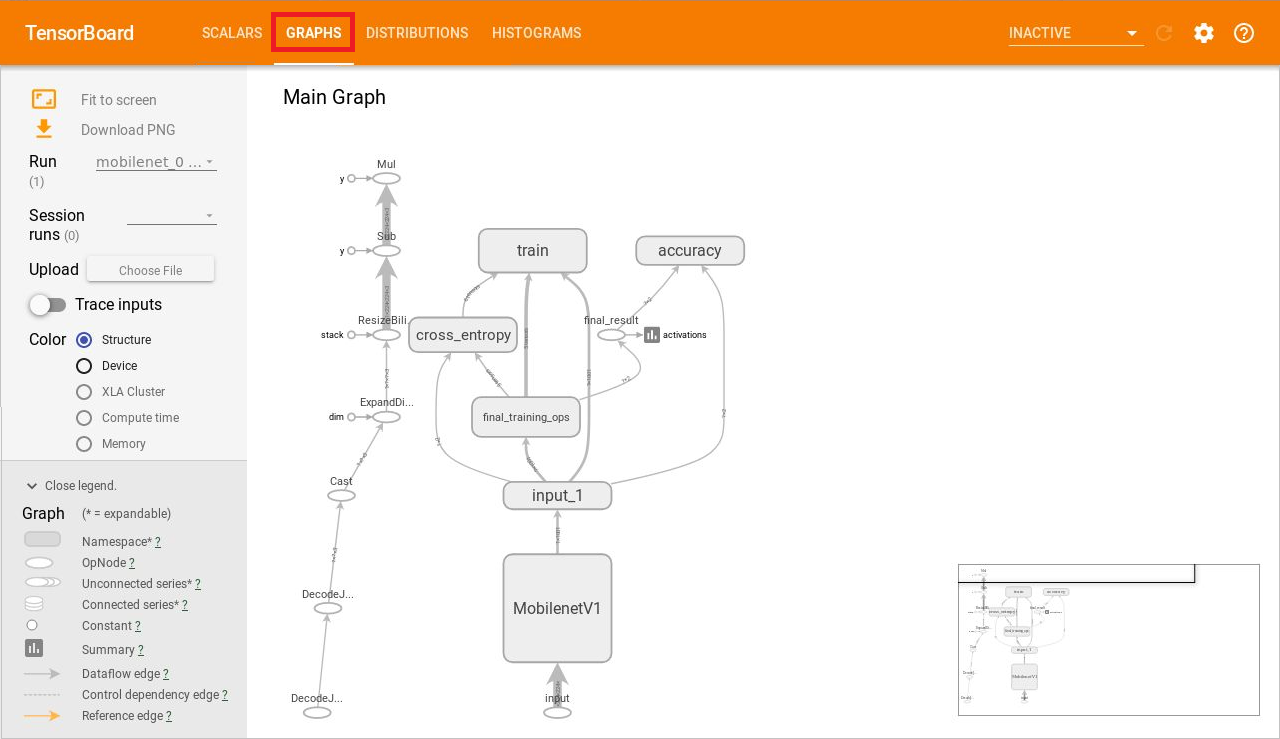 TensorBoard
SCALARS
GRAPHS
DISTRIBUTIONS
HISTOGRAMS
INACTIVE
Fit to screen
Download PNG
Run
(1)
mobilenet_0 ...
Session
runs (0)
Upload
Choose File
Trace inputs
Color
Structure
Device
XLA Cluster
Compute time
Memory
Close legend.
Graph
(* = expandable)
Namespace* ?
OpNode ?
Unconnected series* ?
Connected series* ?
Constant ?
Summary ?
Dataflow edge ?
Control dependency edge ?
Reference edge ?
Main Graph
Mul
y
Sub
y
train
accuracy
ResizeBili...
stack
cross_entropy
final_result
activations
ExpandDi...
dim
final_training_ops
Cast
input_1
DecodeJ...
MobilenetV1
DecodeJ...
input